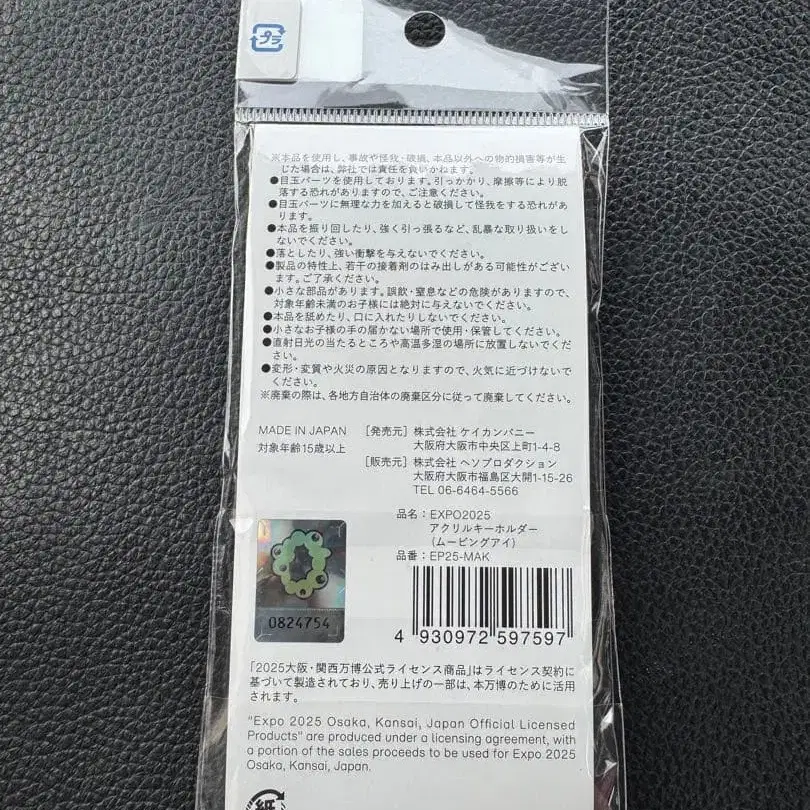 プラ
※本品を使用し、事故や怪我・破損、本品以外への物的損害等が生
じた場合は、弊社では責任を負いかねます。
●目玉パーツを使用しております。引っかかり、摩擦等により脱
落する恐れがありますので、ご注意ください。
●目玉パーツに無理な力を加えると破損して怪我をする恐れがあ
ります。
●本品を振り回したり、強く引っ張るなど、乱暴な取り扱いをし
ないでください。
●落としたり、強い衝撃を与えないでください。
●製品の特性上、若干の接着剤のはみ出しがある可能性がござい
ます。ご了承ください。
●小さな部品があります。誤飲・窒息などの危険がありますので、
対象年齢未満のお子様には絶対に与えないでください。
●本品を舐めたり、口に入れたりしないでください。
●小さなお子様の手の届かない場所で使用・保管してください。
●直射日光の当たるところや高温多湿の場所に放置しないでくだ
さい。
●変形・変質や火災の原因となりますので、火気に近づけないで
ください。
※廃棄の際は、各地方自治体の廃棄区分に従って廃棄してください。
MADE IN JAPAN [発売元] 株式会社 ケイカンパニー
対象年齢15歳以上 大阪府大阪市中央区上町1-4-8
[販売元] 株式会社 ヘソプロダクション
大阪府大阪市福島区大開1-15-26
TEL 06-6464-5566
品名：EXPO2025
アクリルキーホルダー
(ムービングアイ)
品番：EP25-MAK
0824754
4 930972 597597
「2025大阪・関西万博公式ライセンス商品」はライセンス契約に
基づいて製造されており、売り上げの一部は、本万博のために活用
されます。
"Expo 2025 Osaka, Kansai, Japan Official Licensed
Products" are produced under a licensing agreement, with
a portion of the sales proceeds to be used for Expo 2025
Osaka, Kansai, Japan.
紙